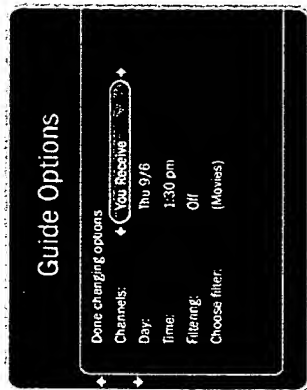 Guide Options
Done changing options
Channels: You Receive
Day: Thu 9/6
Time: 1:30 pm
Filtering: Off
Choose filter: (Movies)